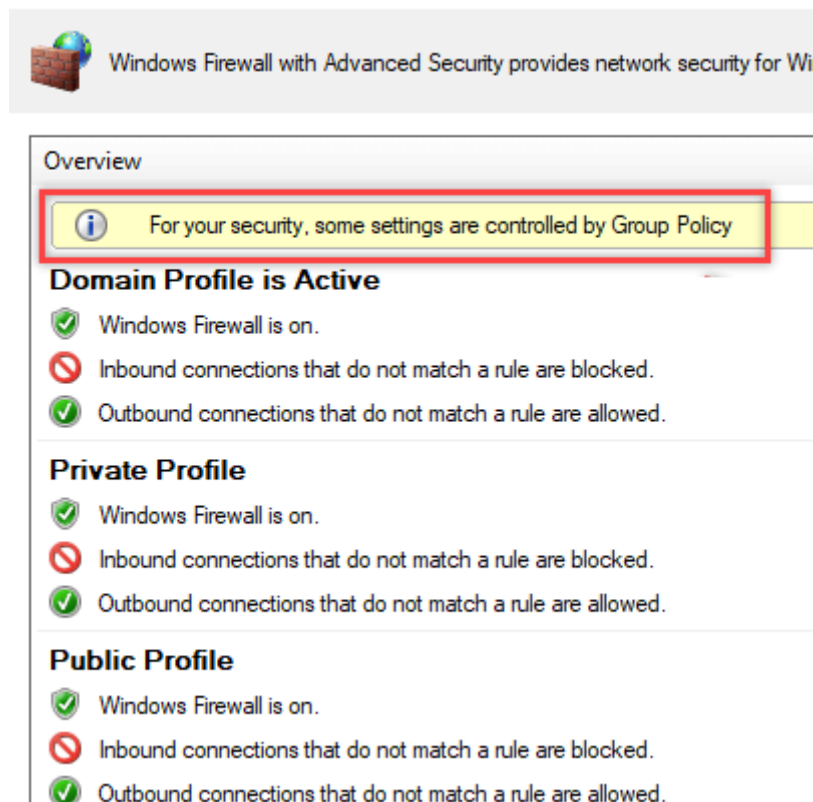 Windows Firewall with Advanced Security provides network security for Wi
Overview
For your security, some settings are controlled by Group Policy
Domain Profile is Active
Windows Firewall is on.
Inbound connections that do not match a rule are blocked.
Outbound connections that do not match a rule are allowed.
Private Profile
Windows Firewall is on.
Inbound connections that do not match a rule are blocked.
Outbound connections that do not match a rule are allowed.
Public Profile
Windows Firewall is on.
Inbound connections that do not match a rule are blocked.
Outbound connections that do not match a rule are allowed.